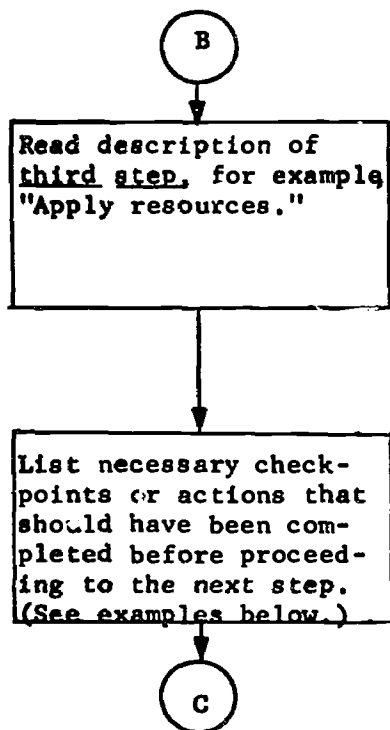 B
Read description of
third step, for example,
"Apply resources."
List necessary check-
points or actions that
should have been com-
pleted before proceed-
ing to the next step.
(See examples below.)
C